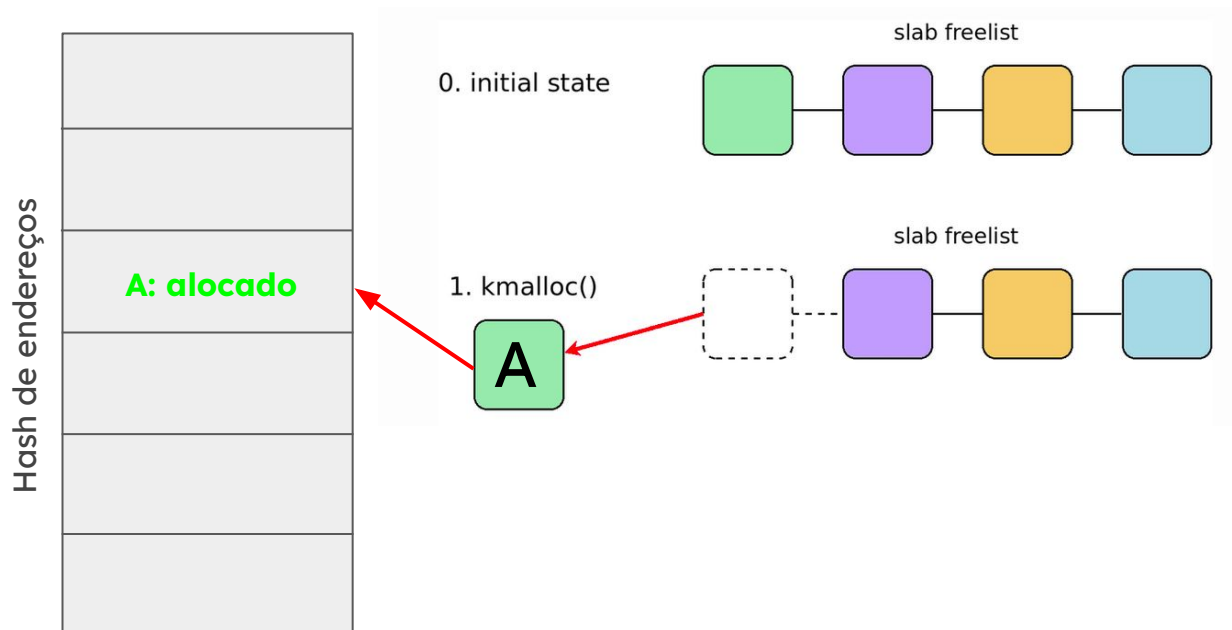 Hash de endereços
A: alocado
slab freelist
0. initial state
slab freelist
1. kmalloc()
A